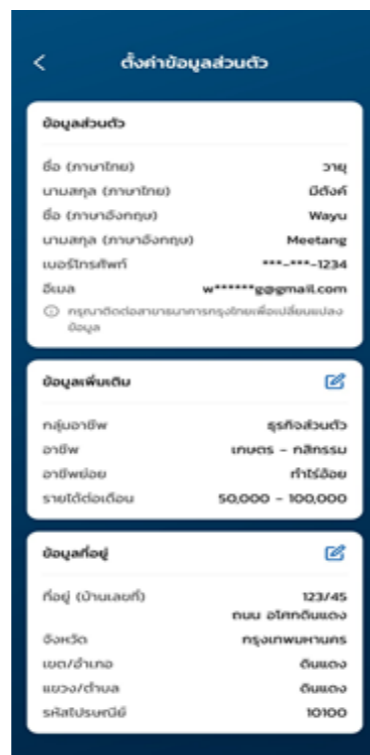 ตั้งค่าข้อมูลส่วนตัว
ข้อมูลส่วนตัว
ชื่อ (ภาษาไทย) วายุ
นามสกุล (ภาษาไทย) มีตังค์
ชื่อ (ภาษาอังกฤษ) Wayu
นามสกุล (ภาษาอังกฤษ) Meetang
เบอร์โทรศัพท์ ***-***-1234
อีเมล w******g@gmail.com
กรุณาติดต่อสาขาธนาคารกรุงไทยเพื่อเปลี่ยนแปลง
ข้อมูล
ข้อมูลเพิ่มเติม
กลุ่มอาชีพ ธุรกิจส่วนตัว
อาชีพ เกษตร - กสิกรรม
อาชีพย่อย ทำไร่อ้อย
รายได้ต่อเดือน 50,000 - 100,000
ข้อมูลที่อยู่
ที่อยู่ (บ้านเลขที่) 123/45
ถนน อโศกดินแดง
จังหวัด กรุงเทพมหานคร
เขต/อำเภอ ดินแดง
แขวง/ตำบล ดินแดง
รหัสไปรษณีย์ 10100